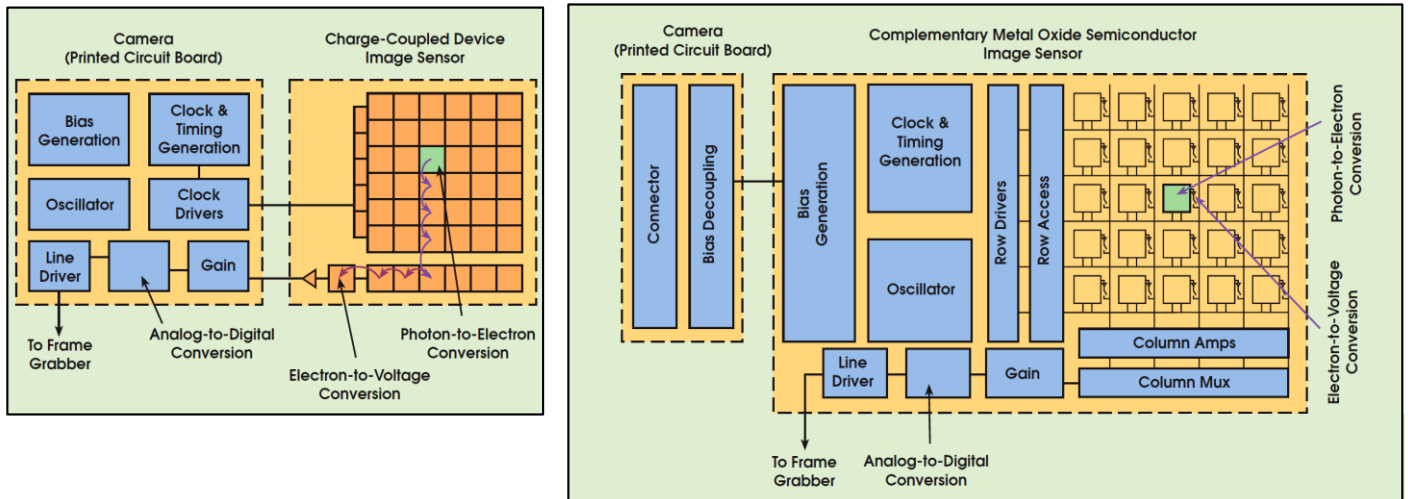 Camera
(Printed Circuit Board)
Charge-Coupled Device
Image Sensor
Bias
Generation
Clock &
Timing
Generation
Oscillator
Clock
Drivers
Line
Driver
Gain
To Frame
Grabber
Analog-to-Digital
Conversion
Photon-to-Electron
Conversion
Electron-to-Voltage
Conversion
Camera
(Printed Circuit Board)
Complementary Metal Oxide Semiconductor
Image Sensor
Connector
Bias Decoupling
Bias
Generation
Clock &
Timing
Generation
Oscillator
Row Drivers
Row Access
Photon-to-Electron
Conversion
Electron-to-Voltage
Conversion
Column Amps
Column Mux
Line
Driver
Gain
To Frame
Grabber
Analog-to-Digital
Conversion